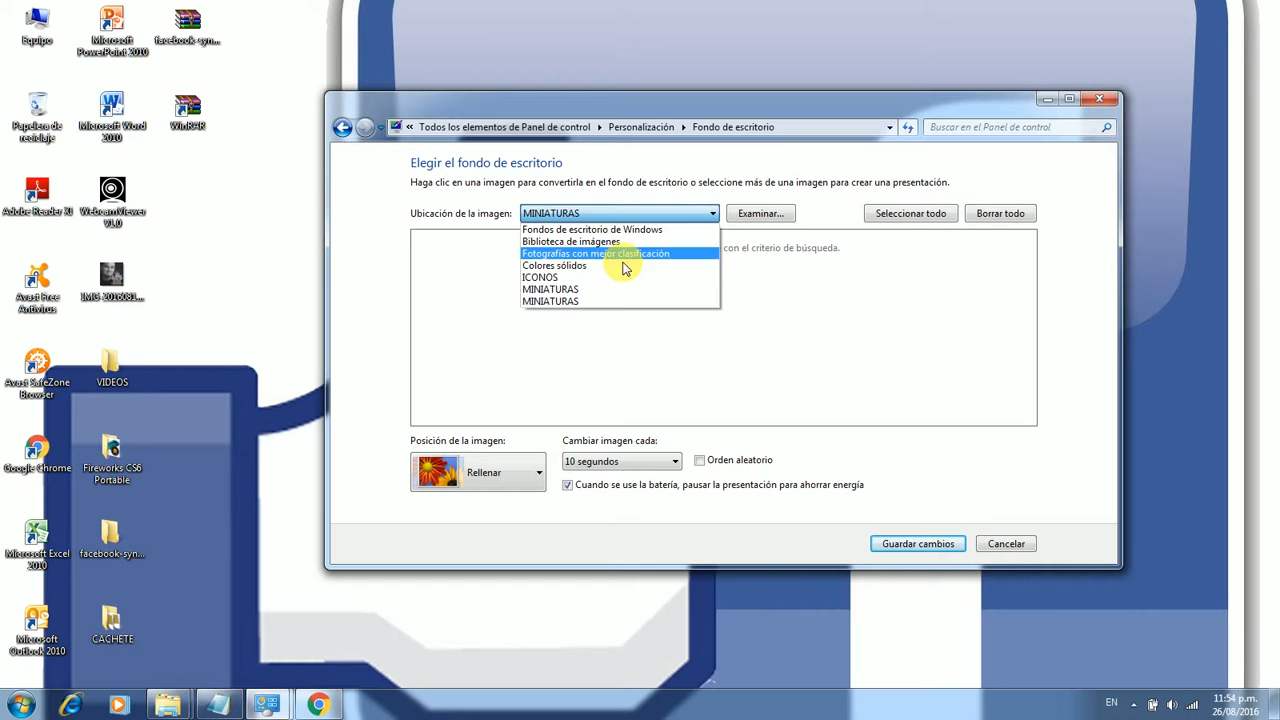 Equipo
Microsoft
PowerPoint 2010
facebook-syn...
Papelera de
reciclaje
Microsoft Word
2010
WinRAR
Adobe Reader XI
WebcamViewer
V1.0
Avast Free
Antivirus
IMG-2016081...
Avast SafeZone
Browser
VIDEOS
Google Chrome
Fireworks CS6
Portable
Microsoft Excel
2010
facebook-syn...
Microsoft
Outlook 2010
CACHETE
« Todos los elementos de Panel de control
Personalización
Fondo de escritorio
Buscar en el Panel de control
Elegir el fondo de escritorio
Haga clic en una imagen para convertirla en el fondo de escritorio o seleccione más de una imagen para crear una presentación.
Ubicación de la imagen:
MINIATURAS
Examinar...
Seleccionar todo
Borrar todo
Fondos de escritorio de Windows
Biblioteca de imágenes
Fotografías con mejor clasificación
Colores sólidos
ICONOS
MINIATURAS
MINIATURAS
con el criterio de búsqueda.
Posición de la imagen:
Rellenar
Cambiar imagen cada:
10 segundos
Orden aleatorio
Cuando se use la batería, pausar la presentación para ahorrar energía
Guardar cambios
Cancelar
EN
11:54 p.m.
26/08/2016